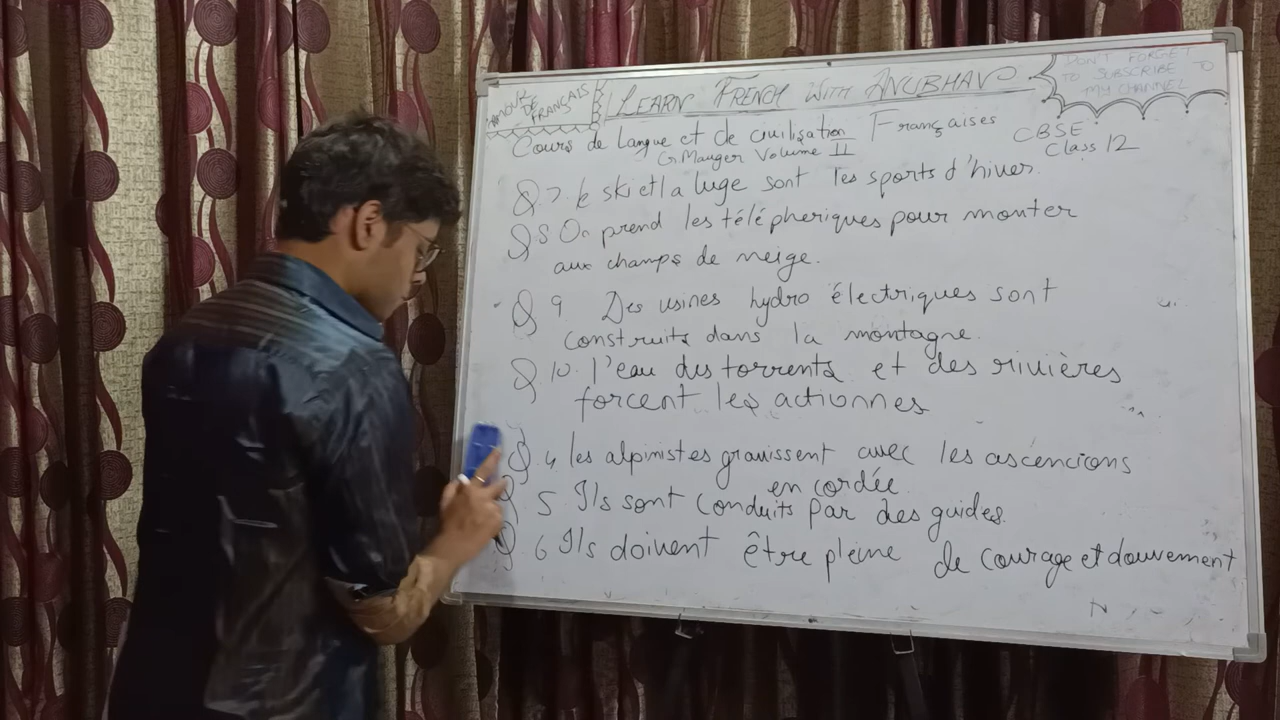 #NOUR DE FRANÇAIS
LEARN FRENCH WITH ANUBHAV
DON'T FORGET
TO SUBSCRIBE TO
MY CHANNEL
Cours de langue et de civilisation Françaises
G.Mauger Volume II
CBSE
Class 12
Q 7. le ski et la luge sont les sports d'hiver.
Q 8 On prend les télépheriques pour monter
aux champs de neige.
Q 9 Des usines hydro électriques sont
construits dans la montagne.
Q 10. l'eau des torrents et des rivières
forcent les actionnes
Q. 4 les alpinistes gravissent avec les ascencions
en cordée.
Q 5 Ils sont conduits par des guides.
Q. 6 Ils doivent être pleine de courage et douvement